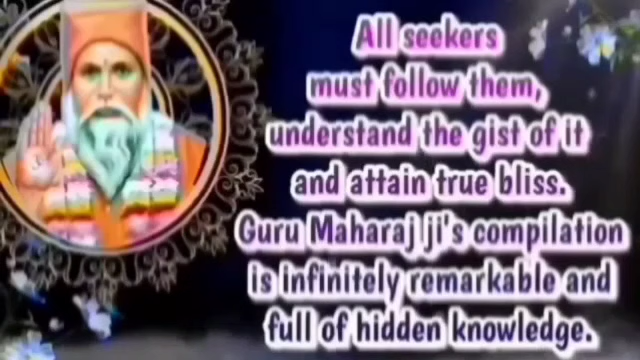 All seekers
must follow them,
understand the gist of it
and attain true bliss.
Guru Maharaj ji's compilation
is infinitely remarkable and
full of hidden knowledge.